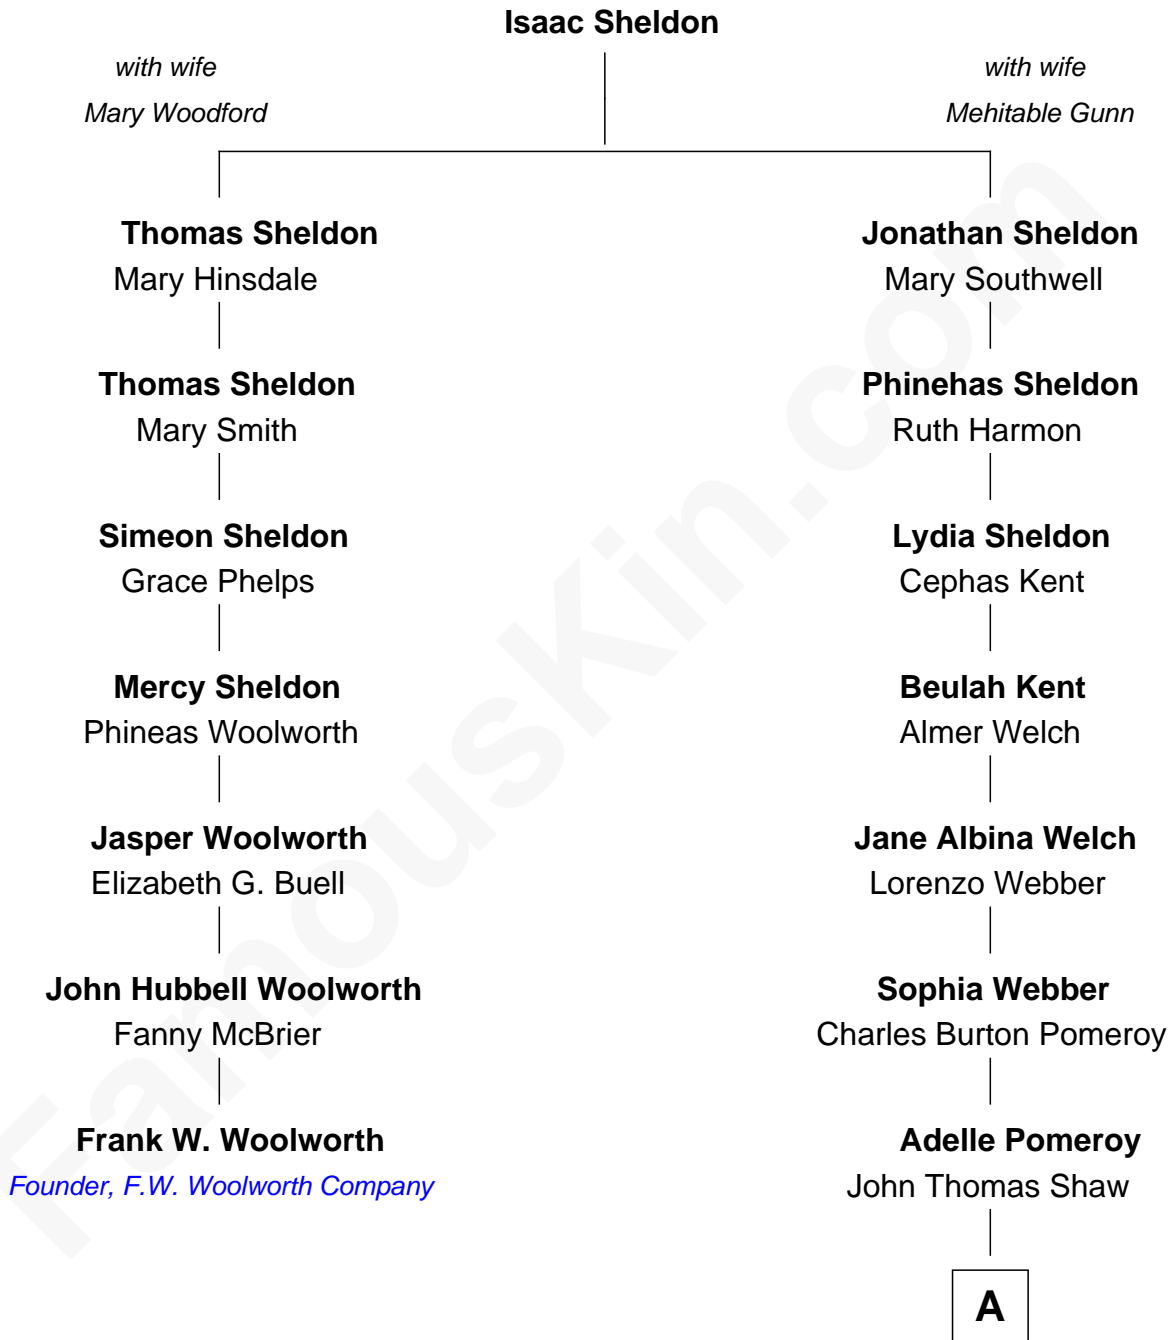 Isaac Sheldon
with wife
Mary Woodford
with wife
Mehitable Gunn
Thomas Sheldon
Mary Hinsdale
Jonathan Sheldon
Mary Southwell
Thomas Sheldon
Mary Smith
Phinehas Sheldon
Ruth Harmon
Simeon Sheldon
Grace Phelps
Lydia Sheldon
Cephas Kent
Mercy Sheldon
Phineas Woolworth
Beulah Kent
Almer Welch
Jasper Woolworth
Elizabeth G. Buell
Jane Albina Welch
Lorenzo Webber
John Hubbell Woolworth
Fanny McBrier
Sophia Webber
Charles Burton Pomeroy
Frank W. Woolworth
Founder, F.W. Woolworth Company
Adelle Pomeroy
John Thomas Shaw
A
FamousKin.com